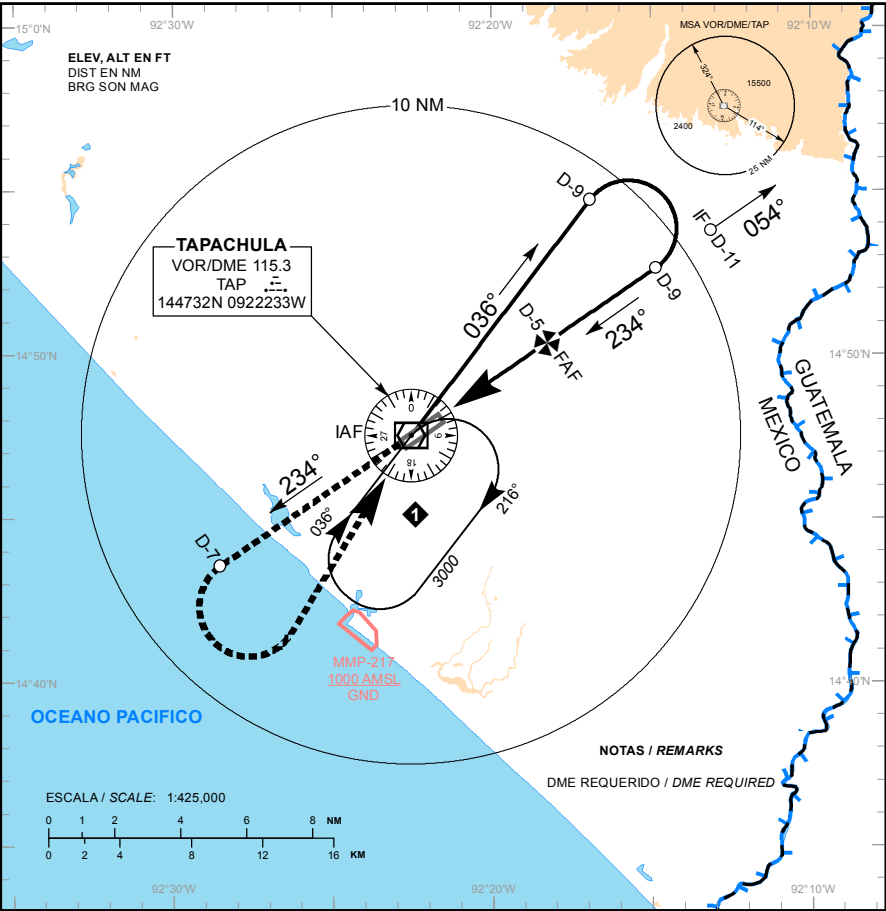 15°0'N
92°30'W
92°20'W
92°10'W
ELEV, ALT EN FT
DIST EN NM
BRG SON MAG
MSA VOR/DME/TAP
324°
15500
2400
114°
25 NM
10 NM
D-9
IF
D-11
054°
TAPACHULA
VOR/DME 115.3
TAP
144732N 0922233W
D-9
036°
D-5
FAF
234°
14°50'N
14°50'N
GUATEMALA
MEXICO
IAF
0
9
18
27
234°
036°
1
216°
3000
D-7
MMP-217
1000 AMSL
GND
14°40'N
14°40'N
OCEANO PACIFICO
NOTAS / REMARKS
DME REQUERIDO / DME REQUIRED
ESCALA / SCALE: 1:425,000
0 1 2 4 6 8 NM
0 2 4 8 12 16 KM
92°30'W
92°20'W
92°10'W